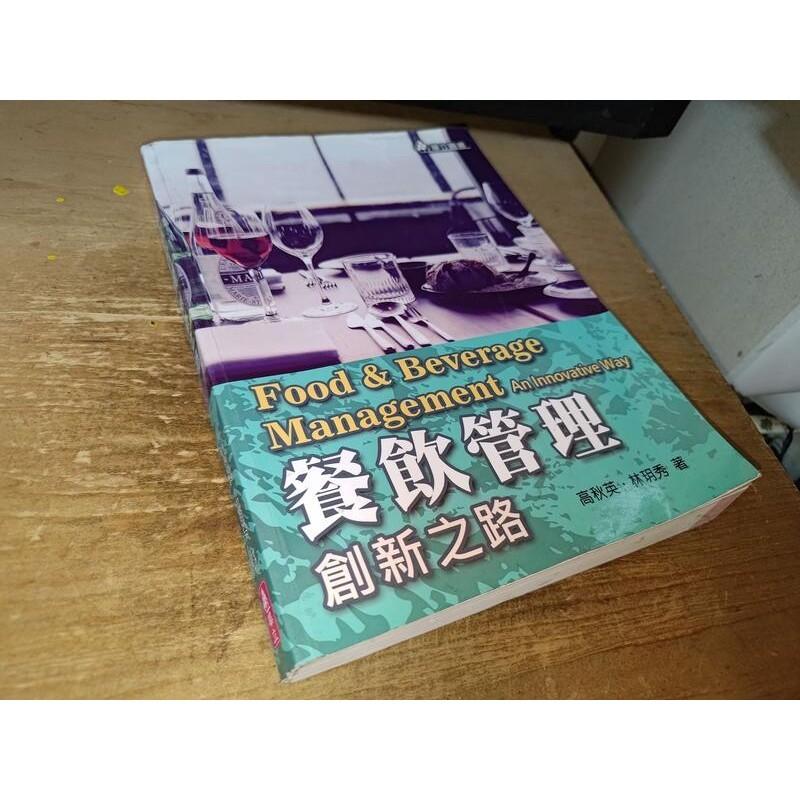 Food & Beverage
Management An Innovative Way
餐飲管理
創新之路
高秋英·林玥秀 著